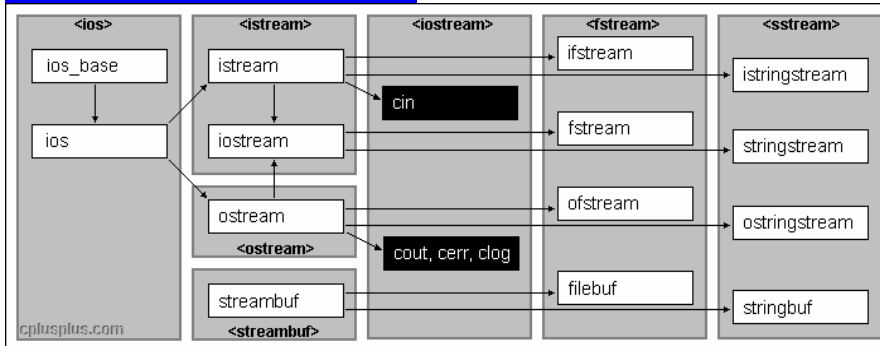 <ios>
ios_base
ios
cplusplus.com
<istream>
istream
iostream
ostream
<ostream>
streambuf
<streambuf>
<iostream>
cin
cout, cerr, clog
<fstream>
ifstream
fstream
ofstream
filebuf
<sstream>
istringstream
stringstream
ostringstream
stringbuf